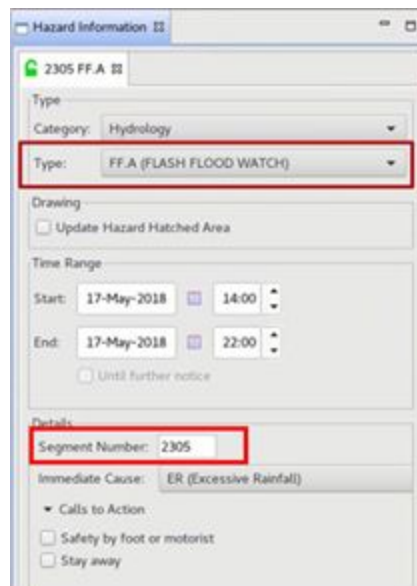 Hazard Information
2305 FF.A
Type
Category: Hydrology
Type: FF.A (FLASH FLOOD WATCH)
Drawing
Update Hazard Hatched Area
Time Range
Start: 17-May-2018 14:00
End: 17-May-2018 22:00
Until further notice
Details
Segment Number: 2305
Immediate Cause: ER (Excessive Rainfall)
Calls to Action
Safety by foot or motorist
Stay away